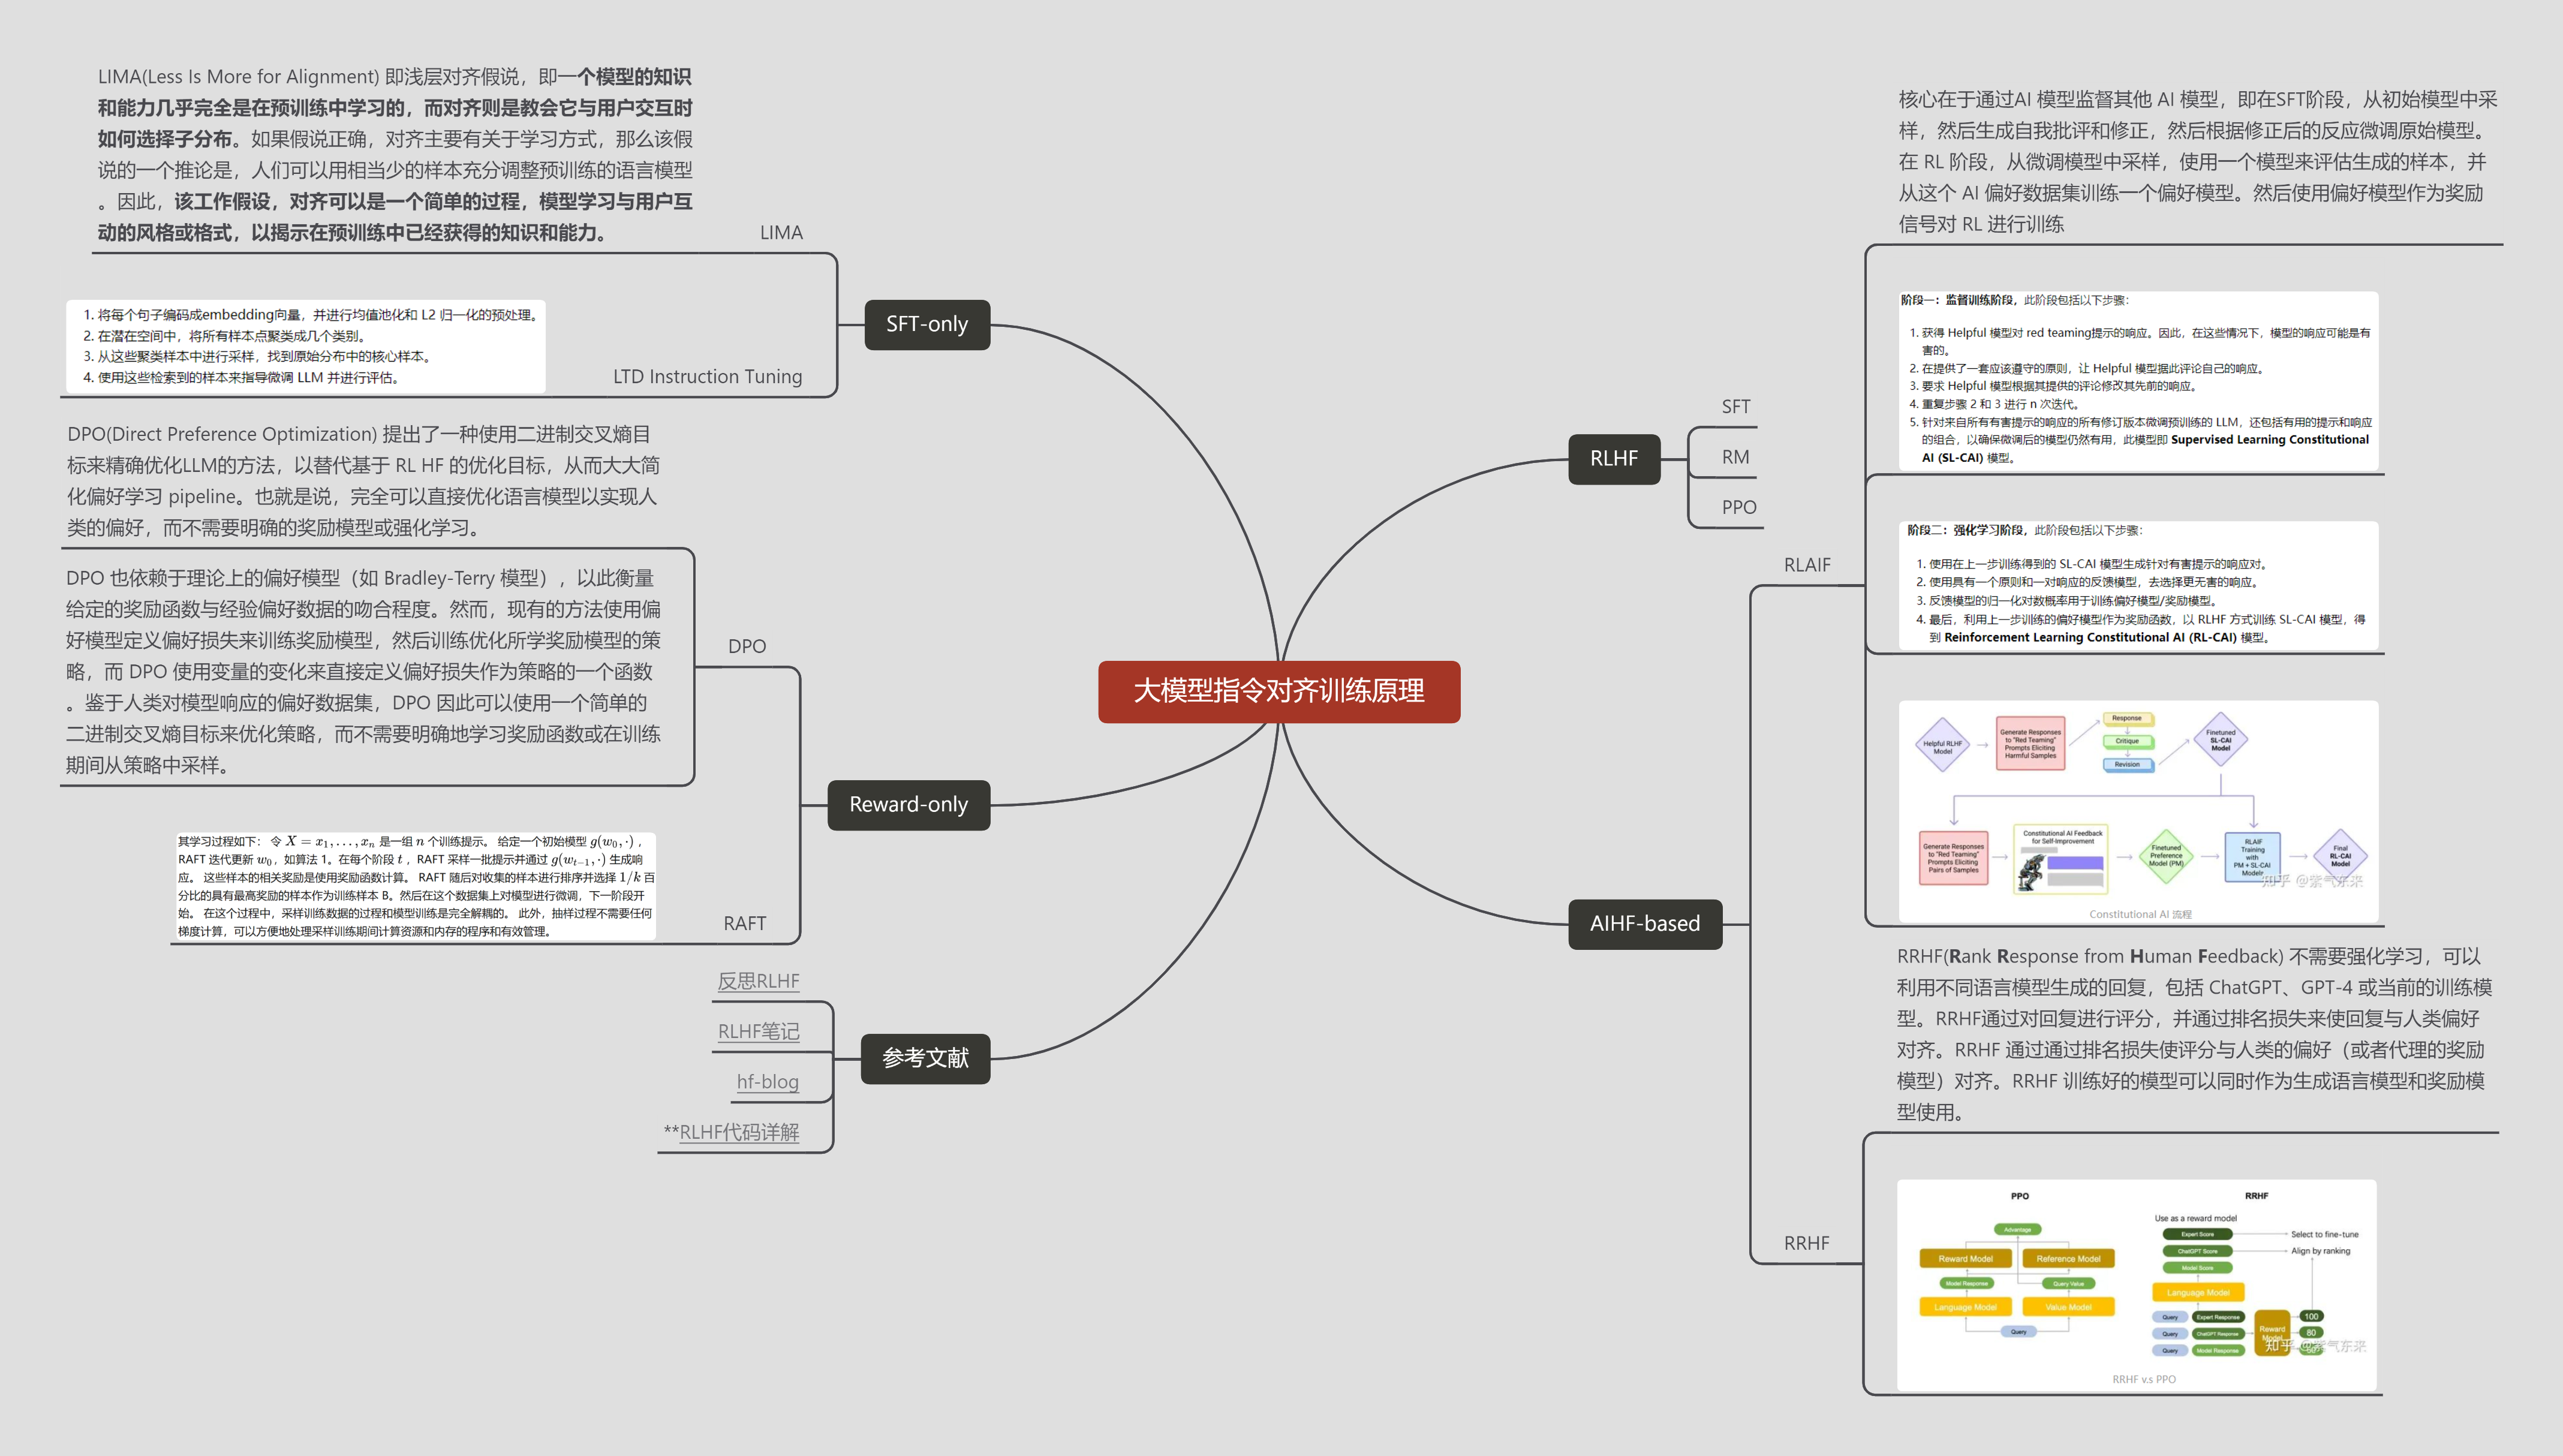 大模型指令对齐训练原理
SFT-only
LIMA
LIMA(Less Is More for Alignment) 即浅层对齐假说，即一个模型的知识
和能力几乎完全是在预训练中学习的，而对齐则是教会它与用户交互时
如何选择子分布。如果假说正确，对齐主要有关于学习方式，那么该假
说的一个推论是，人们可以用相当少的样本充分调整预训练的语言模型
。因此，该工作假设，对齐可以是一个简单的过程，模型学习与用户互
动的风格或格式，以揭示在预训练中已经获得的知识和能力。
LTD Instruction Tuning
1. 将每个句子编码成embedding向量，并进行均值池化和 L2 归一化的预处理。
2. 在潜在空间中，将所有样本点聚类成几个类别。
3. 从这些聚类样本中进行采样，找到原始分布中的核心样本。
4. 使用这些检索到的样本来指导微调 LLM 并进行评估。
Reward-only
DPO
DPO(Direct Preference Optimization) 提出了一种使用二进制交叉熵目
标来精确优化LLM的方法，以替代基于 RL HF 的优化目标，从而大大简
化偏好学习 pipeline。也就是说，完全可以直接优化语言模型以实现人
类的偏好，而不需要明确的奖励模型或强化学习。
DPO 也依赖于理论上的偏好模型（如 Bradley-Terry 模型），以此衡量
给定的奖励函数与经验偏好数据的吻合程度。然而，现有的方法使用偏
好模型定义偏好损失来训练奖励模型，然后训练优化所学奖励模型的策
略，而 DPO 使用变量的变化来直接定义偏好损失作为策略的一个函数
。鉴于人类对模型响应的偏好数据集，DPO 因此可以使用一个简单的
二进制交叉熵目标来优化策略，而不需要明确地学习奖励函数或在训练
期间从策略中采样。
RAFT
其学习过程如下： 令 X = x₁, . . . , xₙ 是一组 n 个训练提示。 给定一个初始模型 g(w₀, ·) ，
RAFT 迭代更新 w₀，如算法 1。在每个阶段 t ，RAFT 采样一批提示并通过 g(wₜ₋₁, ·) 生成响
应。 这些样本的相关奖励是使用奖励函数计算。 RAFT 随后对收集的样本进行排序并选择 1/k 百
分比的具有最高奖励的样本作为训练样本 B。然后在这个数据集上对模型进行微调，下一阶段开
始。 在这个过程中，采样训练数据的过程和模型训练是完全解耦的。 此外，抽样过程不需要任何
梯度计算，可以方便地处理采样训练期间计算资源和内存的程序和有效管理。
参考文献
反思RLHF
RLHF笔记
hf-blog
**RLHF代码详解
RLHF
SFT
RM
PPO
AIHF-based
RLAIF
核心在于通过AI 模型监督其他 AI 模型，即在SFT阶段，从初始模型中采
样，然后生成自我批评和修正，然后根据修正后的反应微调原始模型。
在 RL 阶段，从微调模型中采样，使用一个模型来评估生成的样本，并
从这个 AI 偏好数据集训练一个偏好模型。然后使用偏好模型作为奖励
信号对 RL 进行训练
阶段一：监督训练阶段，此阶段包括以下步骤：
1. 获得 Helpful 模型对 red teaming提示的响应。因此，在这些情况下，模型的响应可能是有
害的。
2. 在提供了一套应该遵守的原则，让 Helpful 模型据此评论自己的响应。
3. 要求 Helpful 模型根据其提供的评论修改其先前的响应。
4. 重复步骤 2 和 3 进行 n 次迭代。
5. 针对来自所有有害提示的响应的所有修订版本微调预训练的 LLM，还包括有用的提示和响应
的组合，以确保微调后的模型仍然有用，此模型即 Supervised Learning Constitutional
AI (SL-CAI) 模型。
阶段二：强化学习阶段，此阶段包括以下步骤：
1. 使用在上一步训练得到的 SL-CAI 模型生成针对有害提示的响应对。
2. 使用具有一个原则和一对响应的反馈模型，去选择更无害的响应。
3. 反馈模型的归一化对数概率用于训练偏好模型/奖励模型。
4. 最后，利用上一步训练的偏好模型作为奖励函数，以 RLHF 方式训练 SL-CAI 模型，得
到 Reinforcement Learning Constitutional AI (RL-CAI) 模型。
Helpful RLHF
Model
Generate Responses
to "Red Teaming"
Prompts Eliciting
Harmful Samples
Response
Critique
Revision
Finetuned
SL-CAI
Model
Generate Responses
to "Red Teaming"
Prompts Eliciting
Pairs of Samples
Constitutional AI Feedback
for Self-Improvement
Finetuned
Preference
Model (PM)
RLAIF
Training
with
PM + SL-CAI
Models
Final
RL-CAI
Model
知乎 @紫气东来
Constitutional AI 流程
RRHF
RRHF(Rank Response from Human Feedback) 不需要强化学习，可以
利用不同语言模型生成的回复，包括 ChatGPT、GPT-4 或当前的训练模
型。RRHF通过对回复进行评分，并通过排名损失来使回复与人类偏好
对齐。RRHF 通过通过排名损失使评分与人类的偏好（或者代理的奖励
模型）对齐。RRHF 训练好的模型可以同时作为生成语言模型和奖励模
型使用。
PPO
Advantage
Reward Model
Reference Model
Model Response
Query Value
Language Model
Value Model
Query
RRHF
Use as a reward model
Expert Score
Select to fine-tune
ChatGPT Score
Align by ranking
Model Score
Language Model
Query
Expert Response
100
Query
ChatGPT Response
Reward
Model
80
Query
Model Response
知乎 @紫气东来
RRHF v.s PPO